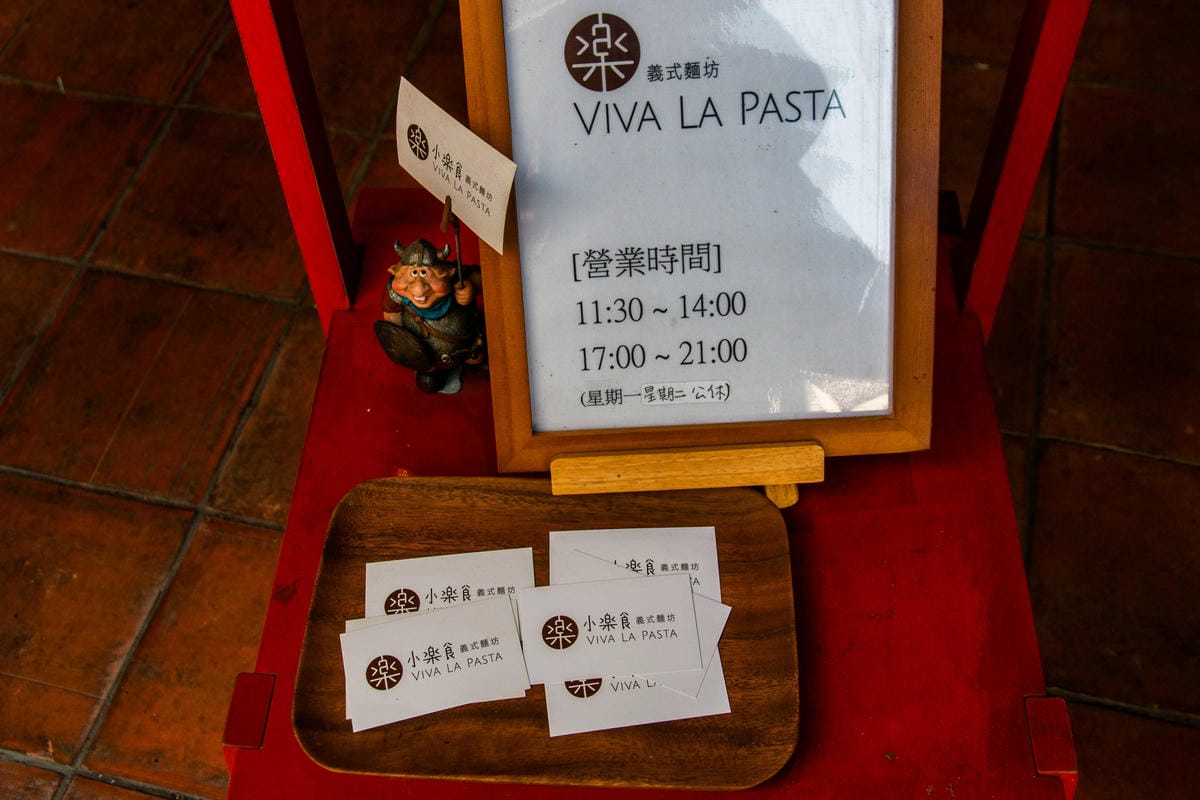 楽
義式麵坊
VIVA LA PASTA
[營業時間]
11:30 ~ 14:00
17:00 ~ 21:00
(星期一星期二公休)
楽 小楽食 義式麵坊
VIVA LA PASTA
楽 小楽食 義式麵坊
小楽食 義式麵坊
楽 小楽食 義式麵坊
VIVA LA PASTA
楽 小楽食 義式麵坊
VIVA LA PASTA
楽 VIVA LA